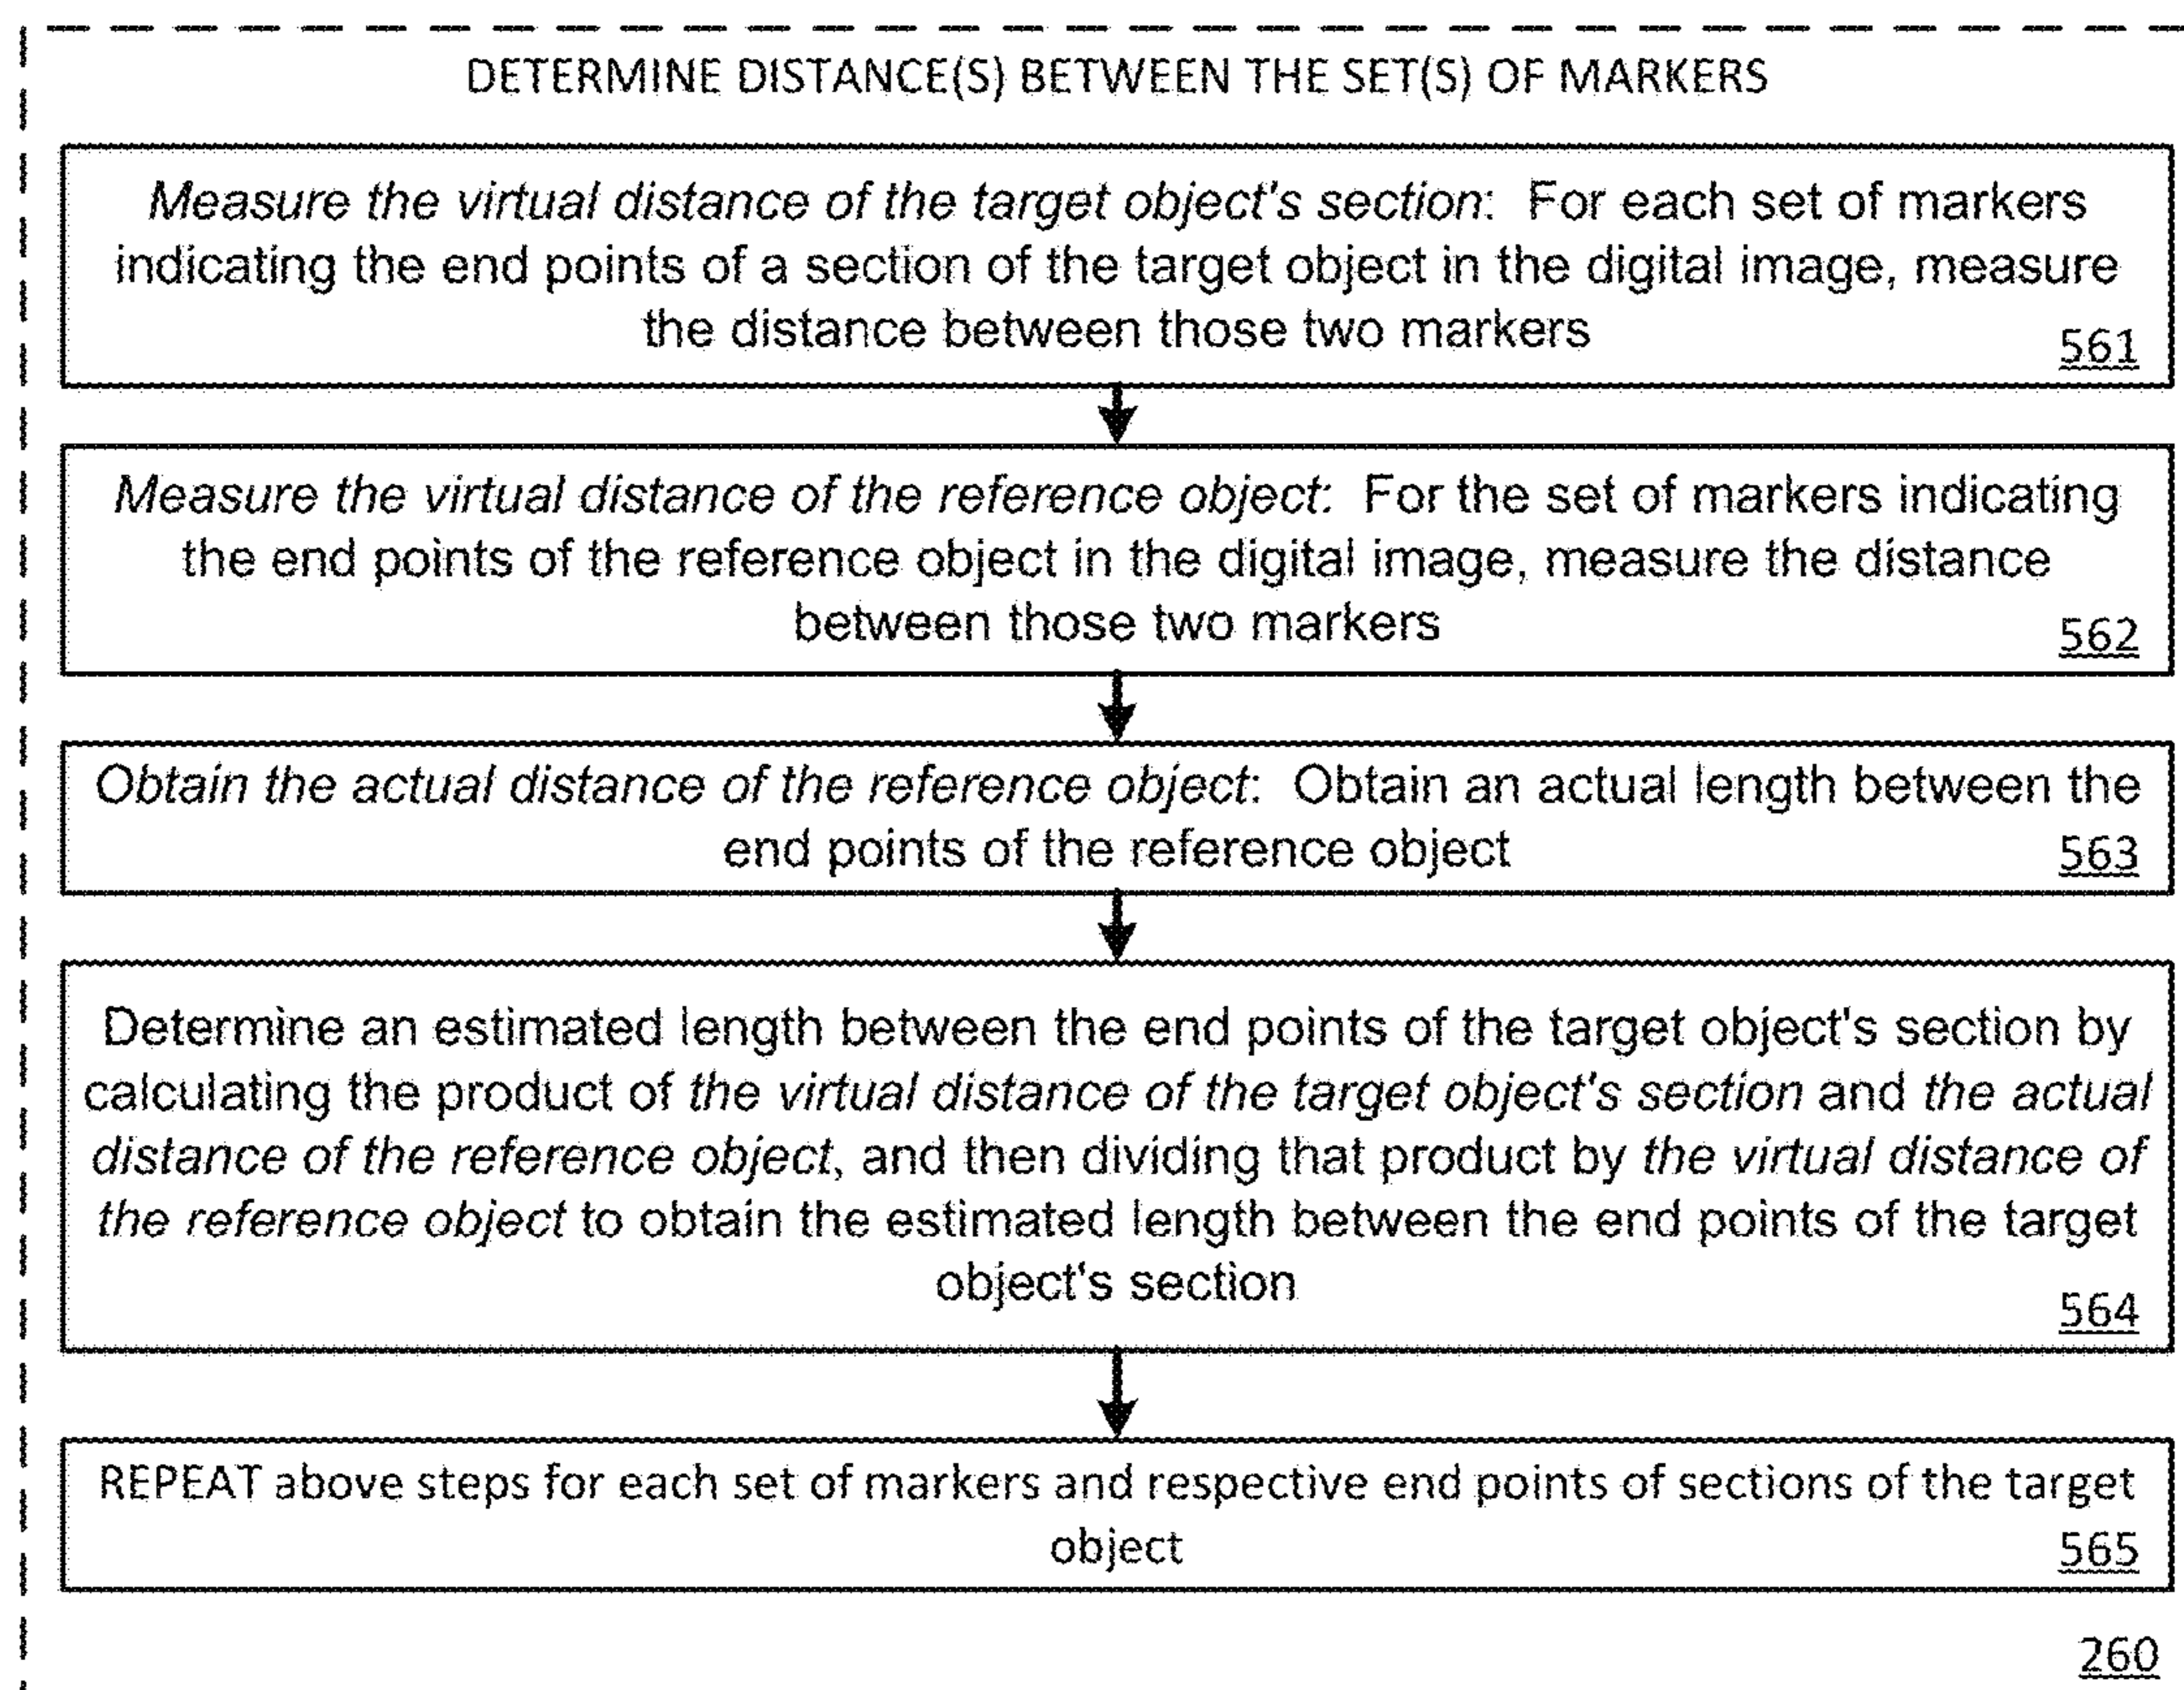 DETERMINE DISTANCE(S) BETWEEN THE SET(S) OF MARKERS
Measure the virtual distance of the target object's section: For each set of markers
indicating the end points of a section of the target object in the digital image, measure
the distance between those two markers
561
Measure the virtual distance of the reference object: For the set of markers indicating
the end points of the reference object in the digital image, measure the distance
between those two markers
562
Obtain the actual distance of the reference object: Obtain an actual length between the
end points of the reference object
563
Determine an estimated length between the end points of the target object's section by
calculating the product of the virtual distance of the target object's section and the actual
distance of the reference object, and then dividing that product by the virtual distance of
the reference object to obtain the estimated length between the end points of the target
object's section
564
REPEAT above steps for each set of markers and respective end points of sections of the target
object
565
260